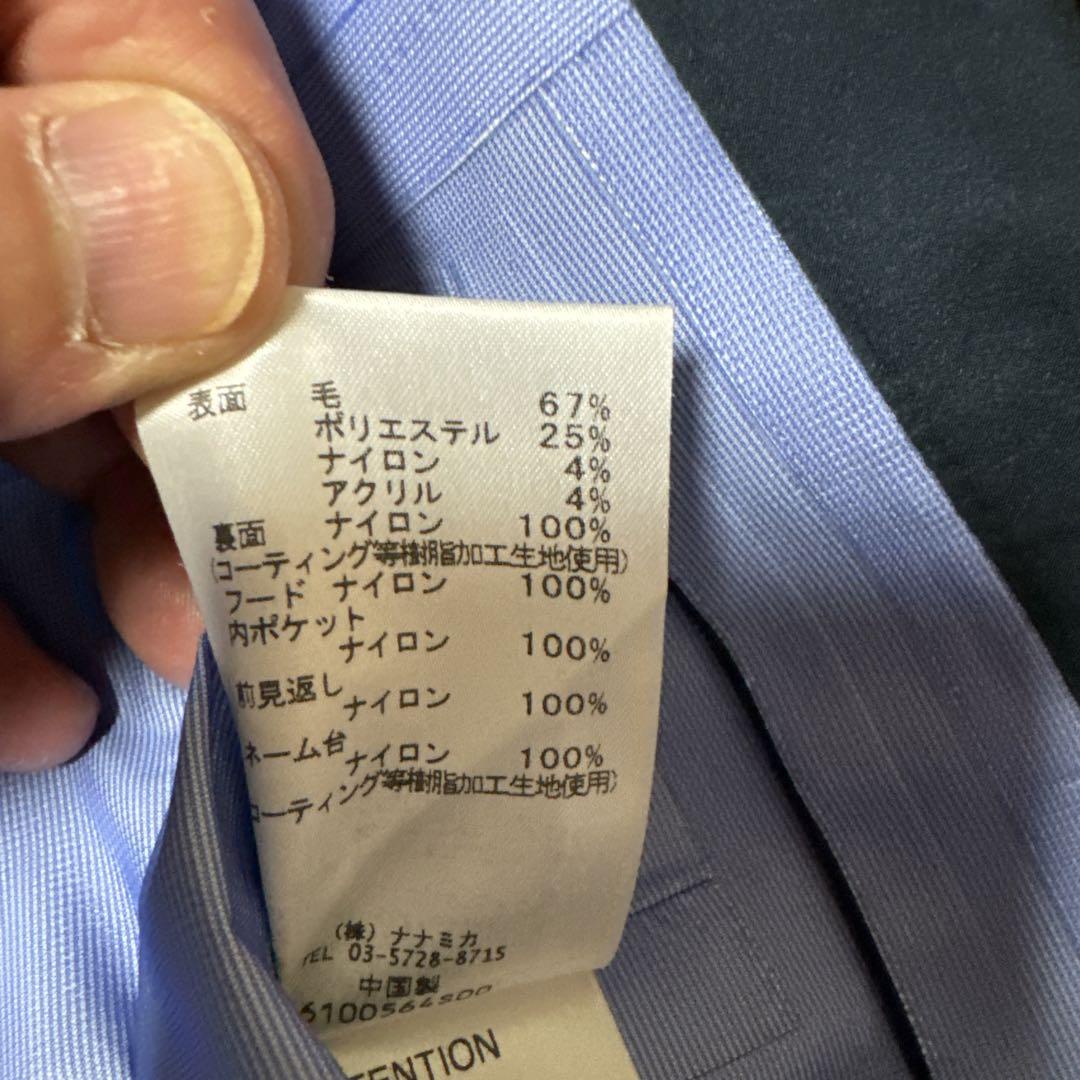 表面 毛 67%
ポリエステル 25%
ナイロン 4%
アクリル 4%
裏面 ナイロン 100%
(コーティング等樹脂加工生地使用)
フード ナイロン 100%
内ポケット
ナイロン 100%
前見返し
ナイロン 100%
ネーム台
ナイロン 100%
コーティング等樹脂加工生地使用)
(株) ナナミカ
TEL 03-5728-8715
中国製